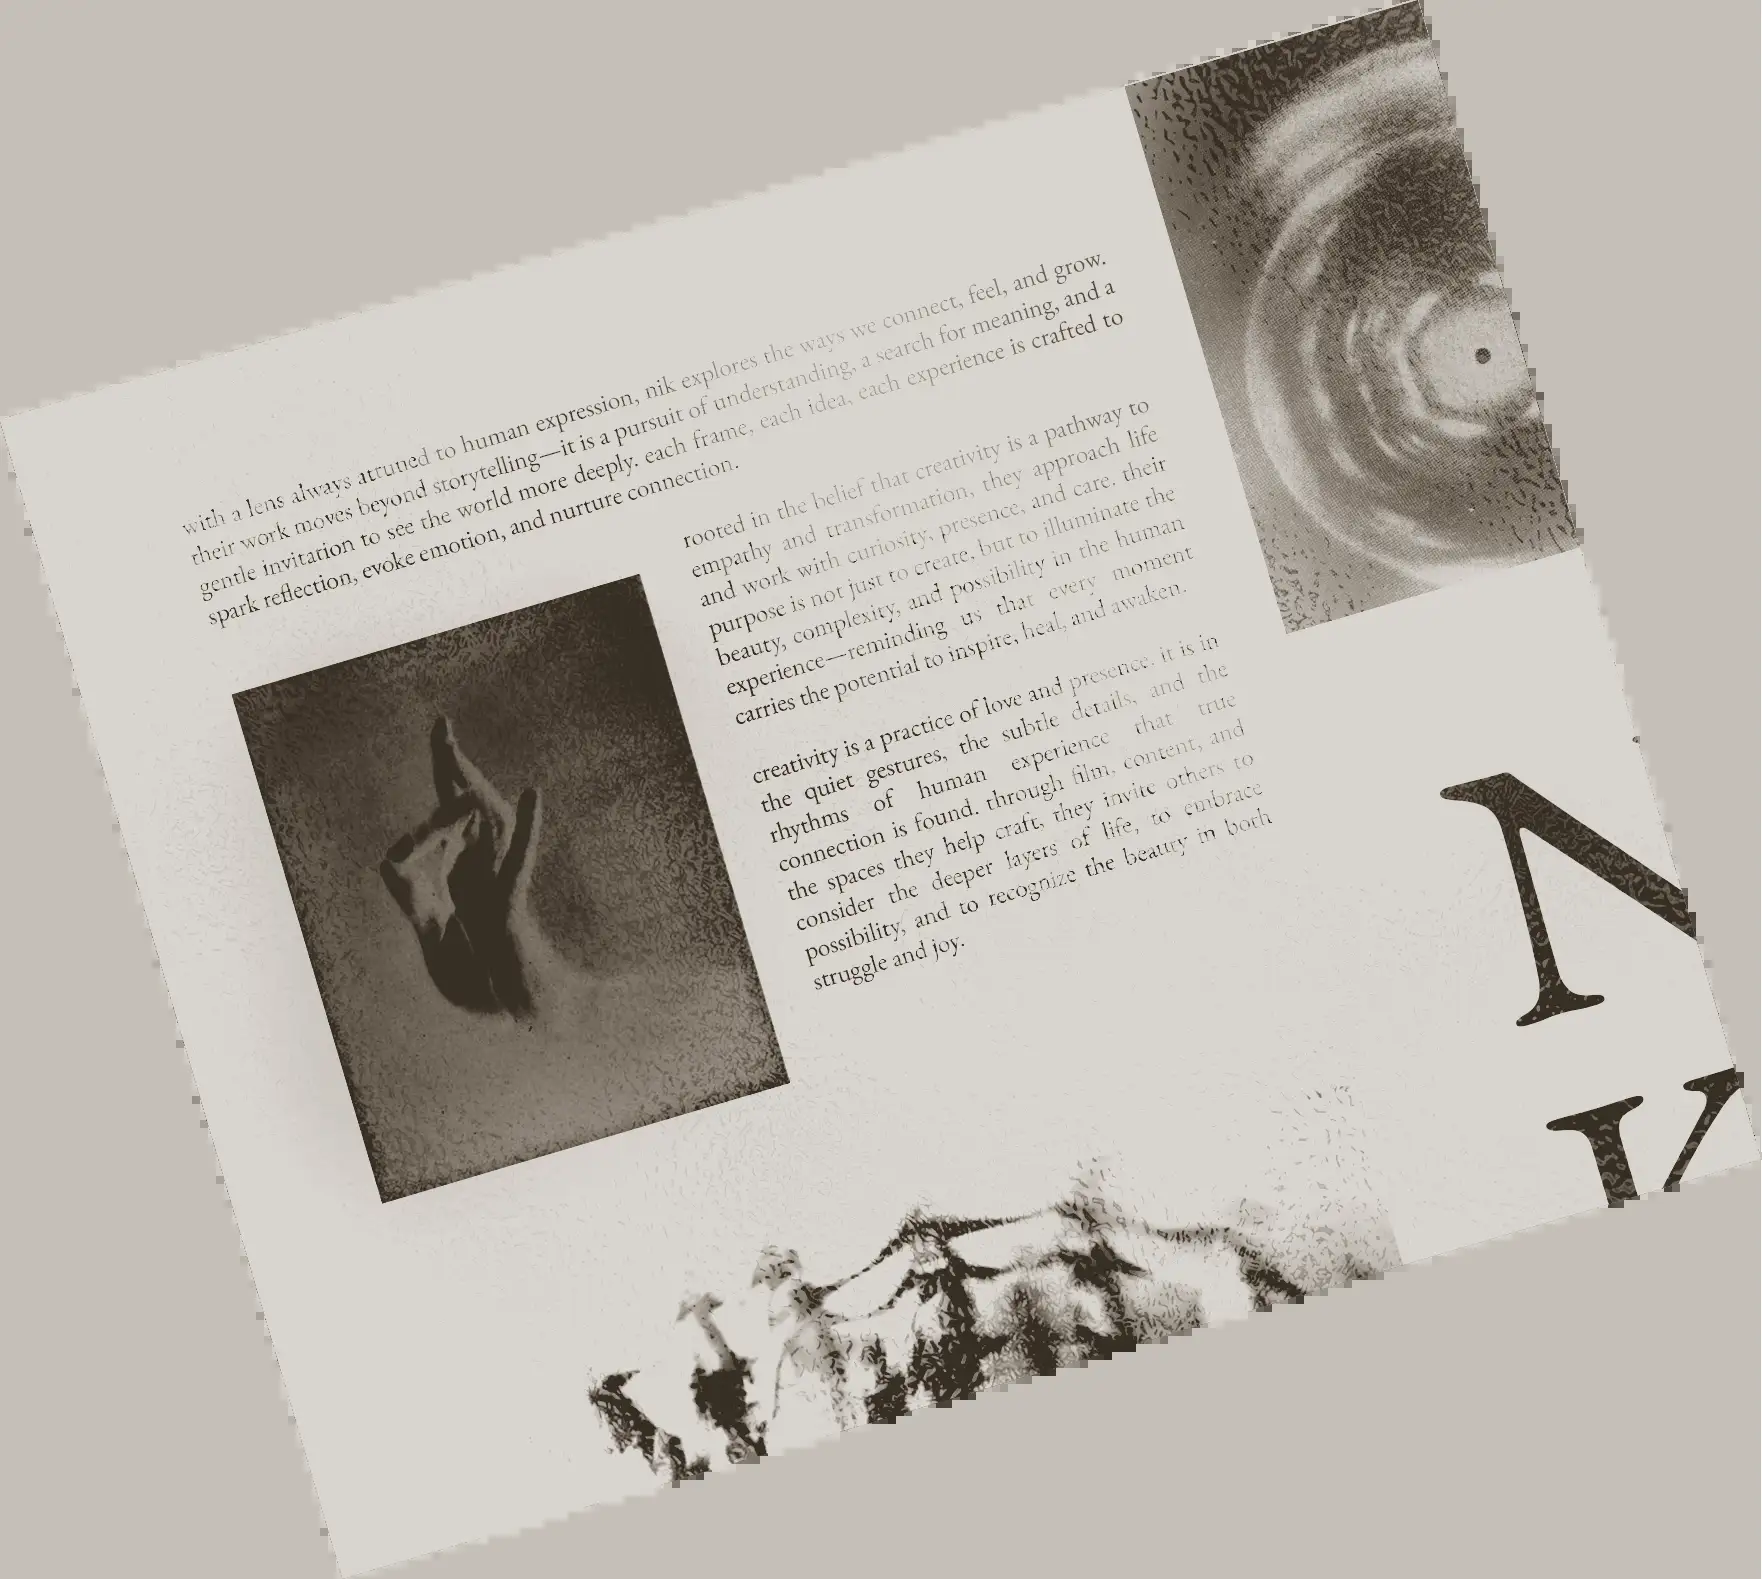 with a lens always attuned to human expression, nik explores the ways we connect, feel, and grow.
their work moves beyond storytelling—it is a pursuit of understanding, a search for meaning, and a
gentle invitation to see the world more deeply. each frame, each idea, each experience is crafted to
spark reflection, evoke emotion, and nurture connection.
rooted in the belief that creativity is a pathway to
empathy and transformation, they approach life
and work with curiosity, presence, and care. their
purpose is not just to create, but to illuminate the
beauty, complexity, and possibility in the human
experience—reminding us that every moment
carries the potential to inspire, heal, and awaken.
creativity is a practice of love and presence. it is in
the quiet gestures, the subtle details, and the
rhythms of human experience that true
connection is found. through film, content, and
the spaces they help craft, they invite others to
consider the deeper layers of life, to embrace
possibility, and to recognize the beauty in both
struggle and joy.